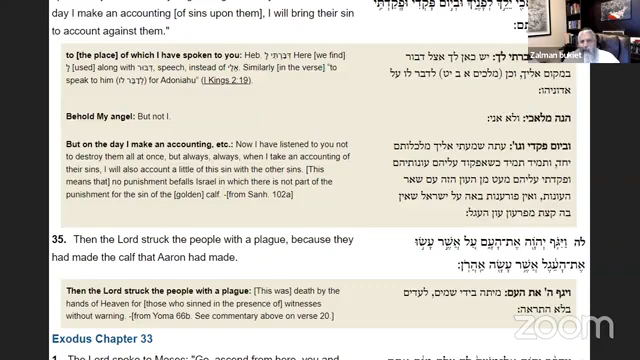 day I make an accounting [of sins upon them], I will bring their sin
to account against them."
to [the place] of which I have spoken to you: Heb. דִּבַּרְתִּי לָךְ Here [we find]
לָךְ [used] along with דִבּוּר, speech, instead of אֵלֶי. Similarly [in the verse] "to
speak to him (לְדַבֶּר לוֹ) for Adoniahu" (I Kings 2:19).
Behold My angel: But not I.
But on the day I make an accounting, etc.: Now I have listened to you not
to destroy them all at once, but always, always, when I take an accounting of
their sins, I will also account a little of this sin with the other sins. [This
means that] no punishment befalls Israel in which there is not part of the
punishment for the sin of the [golden] calf. -[from Sanh. 102a]
35. Then the Lord struck the people with a plague, because they
had made the calf that Aaron had made.
Then the Lord struck the people with a plague: [This was] death by the
hands of Heaven for [those who sinned in the presence of] witnesses
without warning. -[from Yoma 66b. See commentary above on verse 20.]
Exodus Chapter 33
1. The Lord spoke to Moses: "Go, ascend from here, you and
יֵלֵךְ לְפָנֶיךָ וּבְיוֹם פָּקְדִי וּפָקַדְתִּי
ברתי לך: יש כאן לך אצל דבור
במקום אליך, וכן (מלכים א ב יט) לדבר לו על
אדוניהו:
הנה מלאכי: ולא אני:
וביום פקדי וגו': עתה שמעתי אליך מלכלותם
יחד, ותמיד תמיד כשאפקוד עליהם עונותיהם
ופקדתי עליהם מעט מן העון הזה עם שאר
העונות, ואין פורענות באה על ישראל שאין
בה קצת מפרעון עון העגל:
לה וַיִּגֹּף יְהוָֹה אֶת־הָעָם עַל אֲשֶׁר עָשׂוּ
אֶת־הָעֵגֶל אֲשֶׁר עָשָׂה אַהֲרֹן:
ויגף ה' את העם: מיתה בידי שמים, לעדים
בלא התראה:
Zalman bukiet
zoom